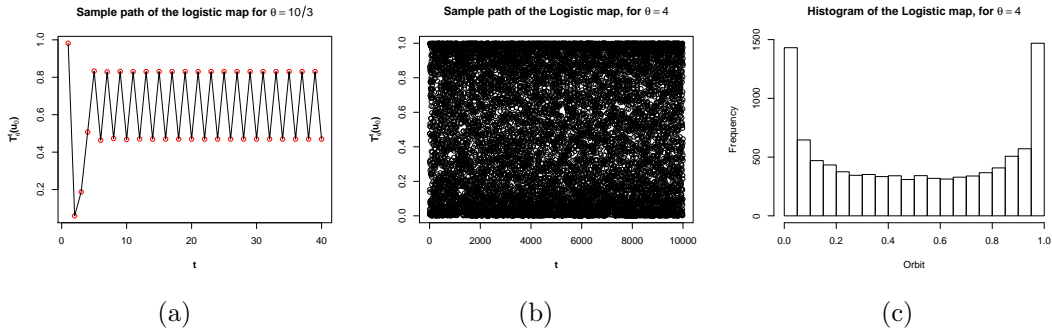 Sample path of the logistic map for θ = 10/3
T^t_θ(u_0)
1.0
0.8
0.6
0.4
0.2
0 10 20 30 40
t
(a)
Sample path of the Logistic map, for θ = 4
T^t_θ(u_0)
1.0
0.8
0.6
0.4
0.2
0.0
0 2000 4000 6000 8000 10000
t
(b)
Histogram of the Logistic map, for θ = 4
Frequency
1500
1000
500
0
0.0 0.2 0.4 0.6 0.8 1.0
Orbit
(c)